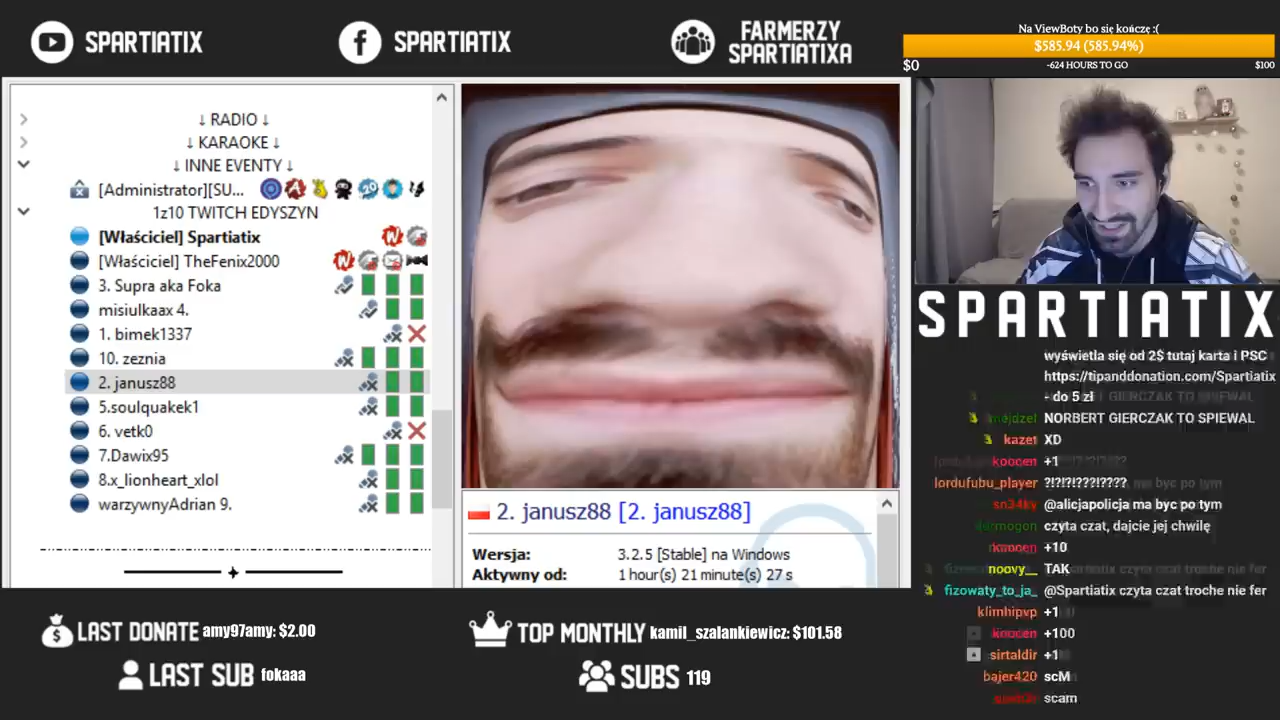 SPARTIATIX
SPARTIATIX
FARMERZY
SPARTIATIXA
Na ViewBoty bo się kończę :(
$585.94 (585.94%)
$0
-624 HOURS TO GO
$100
↓ RADIO ↓
↓ KARAOKE ↓
↓ INNE EVENTY ↓
[Administrator][SU...
1z10 TWITCH EDYSZYN
[Właściciel] Spartiatix
[Właściciel] TheFenix2000
3. Supra aka Foka
misiulkaax 4.
1. bimek1337
10. zeznia
2. janusz88
5.soulquakek1
6. vetk0
7.Dawix95
8.x_lionheart_xlol
warzywnyAdrian 9.
2. janusz88 [2. janusz88]
Wersja: 3.2.5 [Stable] na Windows
Aktywny od: 1 hour(s) 21 minute(s) 27 s
SPARTIATIX
wyświetla się od 2$ tutaj karta i PSC
https://tipanddonation.com/Spartiatix
- do 5 zł
mejdzel NORBERT GIERCZAK TO SPIEWAL
kazet XD
koocen +1
lordufubu_player ?!?!?!?!?!????
sn34ky @alicjapolicja ma byc po tym
dermogon czyta czat, dajcie jej chwilę
koocen +10
noovy__ TAK
fizowaty_to_ja_ @Spartiatix czyta czat troche nie fer
klimhipvp +1
koocen +100
sirtaldir +1
bajer420 scM
scam
LAST DONATE amy97amy: $2.00
LAST SUB fokaaa
TOP MONTHLY kamil_szalankiewicz: $101.58
SUBS 119